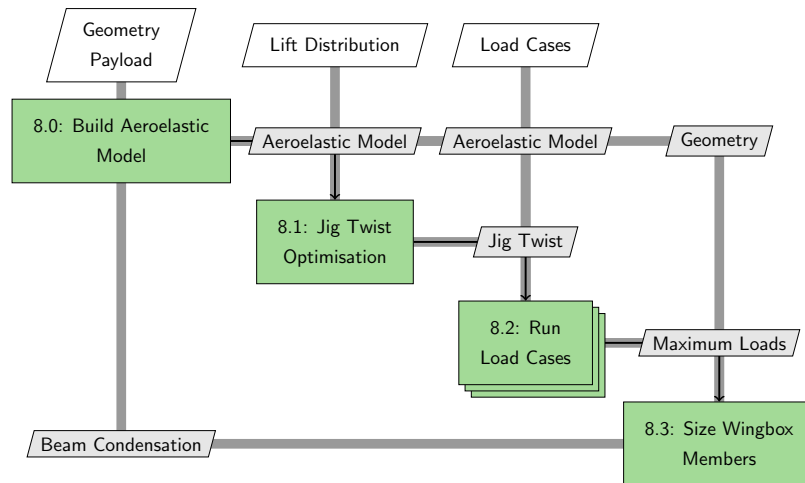 Geometry
Payload
Lift Distribution
Load Cases
8.0: Build Aeroelastic
Model
Aeroelastic Model
Aeroelastic Model
Geometry
8.1: Jig Twist
Optimisation
Jig Twist
8.2: Run
Load Cases
Maximum Loads
Beam Condensation
8.3: Size Wingbox
Members